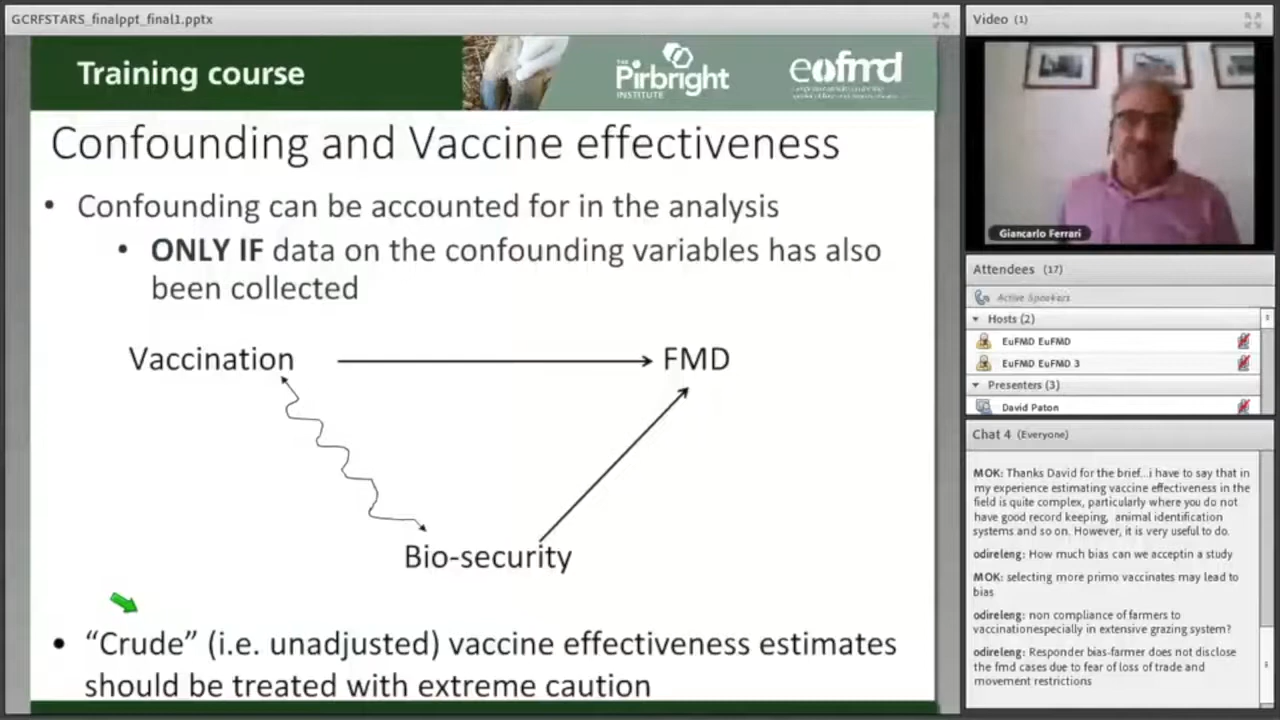 GCRFSTARS_finalppt_final1.pptx
Training course
THE
Pirbright
INSTITUTE
eofmd
Confounding and Vaccine effectiveness
• Confounding can be accounted for in the analysis
• ONLY IF data on the confounding variables has also
been collected
Vaccination
FMD
Bio-security
• “Crude” (i.e. unadjusted) vaccine effectiveness estimates
should be treated with extreme caution
Video (1)
Giancarlo Ferrari
Attendees (17)
Active Speakers
Hosts (2)
EuFMD EuFMD
EuFMD EuFMD 3
Presenters (3)
David Paton
Chat 4 (Everyone)
MOK: Thanks David for the brief...i have to say that in
my experience estimating vaccine effectiveness in the
field is quite complex, particularly where you do not
have good record keeping, animal identification
systems and so on. However, it is very useful to do.
odireleng: How much bias can we acceptin a study
MOK: selecting more primo vaccinates may lead to
bias
odireleng: non compliance of farmers to
vaccinationespecially in extensive grazing system?
odireleng: Responder bias-farmer does not disclose
the fmd cases due to fear of loss of trade and
movement restrictions